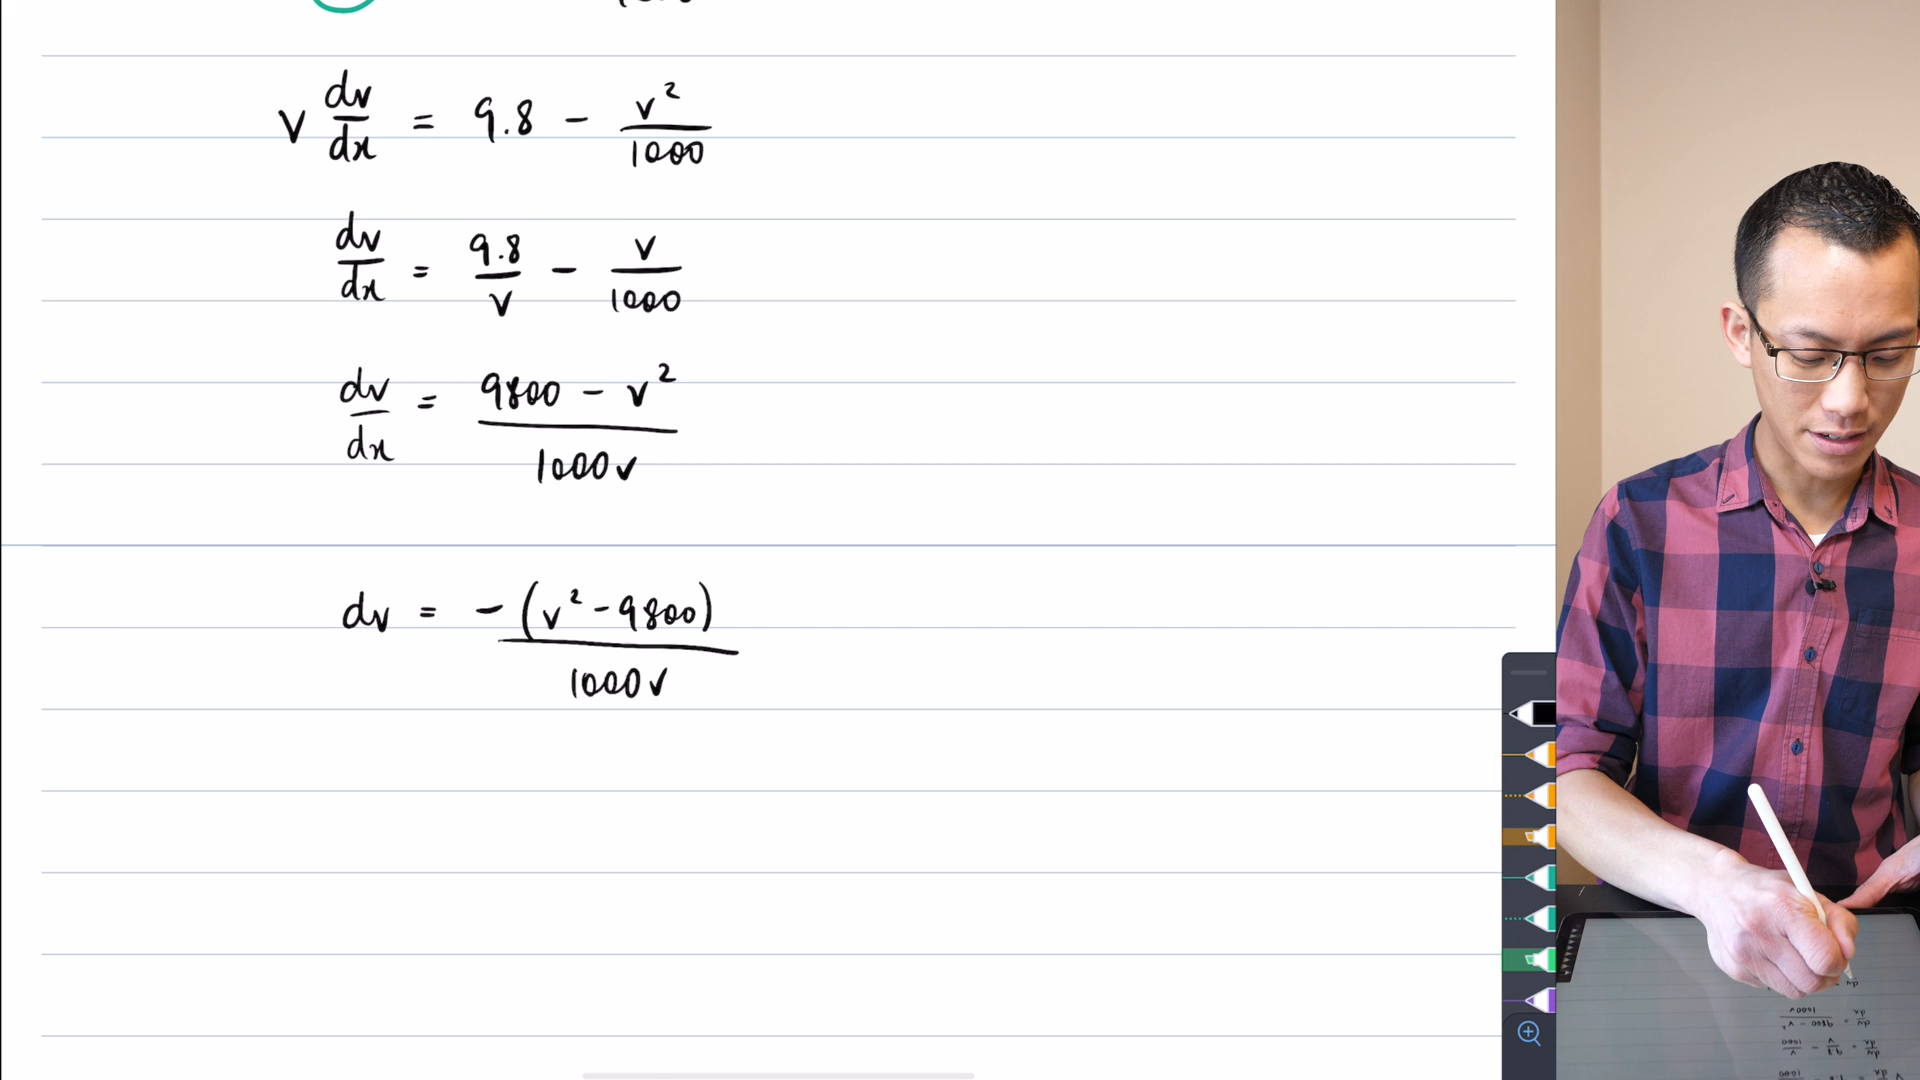 v dv/dx = 9.8 - v²/1000
dv/dx = 9.8/v - v/1000
dv/dx = 9800 - v²/1000v
dv = -(v² - 9800)/1000v